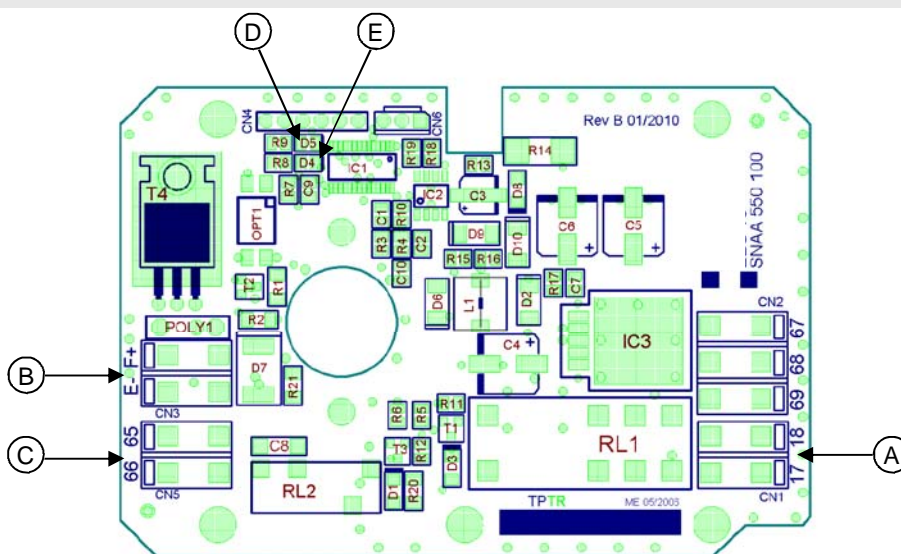 D E
Rev B 01/2010
CN4 CN6
R9 D5 R19 R18
R8 D4 IC1 R13 R14
T4 R7 C9 IC2 C3 D8
OPT1 C1 R10 C6 C5
R3 R4 C2 D9 D10
SNAA 550 100
C10 R15 R16
T2 R1 D6 L1 D2 R17 C7
CN2
R2 67
POLY1 IC3
F+ C4 68
B E- D7 R21
CN3 69
R6 R5 R11
65 T1 18
C C8 T3 R12 RL1 A
66 D3 17
CN5 RL2 D1 R20 CN1
TPTR ME 05/2006